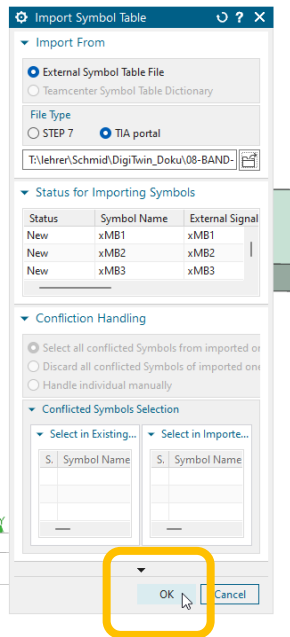 Import Symbol Table
Import From
External Symbol Table File
Teamcenter Symbol Table Dictionary
File Type
STEP 7 TIA portal
T:\lehrer\Schmid\DigiTwin_Doku\08-BAND-
Status for Importing Symbols
Status Symbol Name External Signal
New xMB1 xMB1
New xMB2 xMB2
New xMB3 xMB3
Confliction Handling
Select all conflicted Symbols from imported or
Discard all conflicted Symbols of imported one
Handle individual manually
Conflicted Symbols Selection
Select in Existing... Select in Importe...
S. Symbol Name S. Symbol Name
OK Cancel